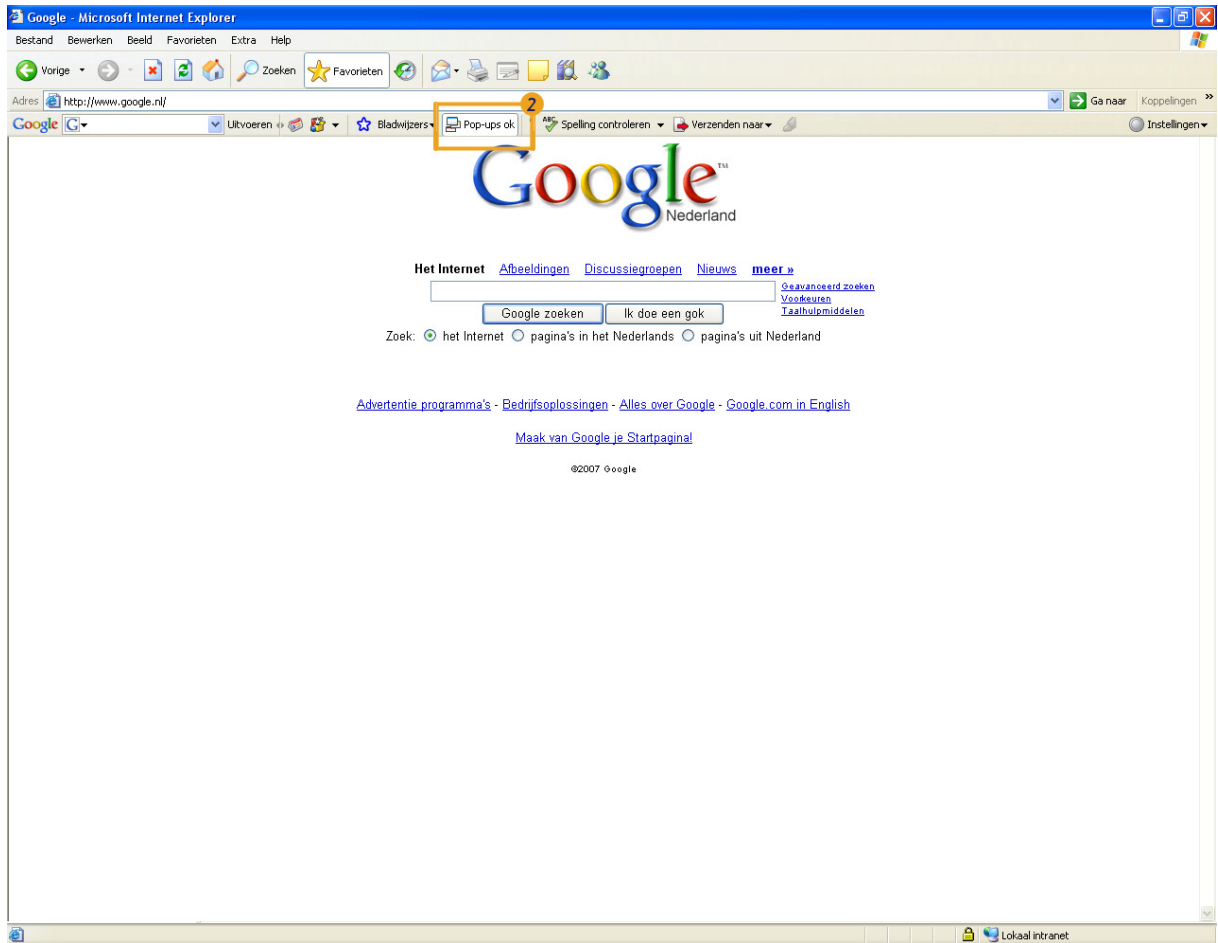 Google - Microsoft Internet Explorer
Bestand Bewerken Beeld Favorieten Extra Help
Vorige Zoeken Favorieten
Adres http://www.google.nl/ Ga naar Koppelingen »
2
Google G Uitvoeren Bladwijzers Pop-ups ok ABC Spelling controleren Verzenden naar Instellingen
Google™
Nederland
Het Internet Afbeeldingen Discussiegroepen Nieuws meer »
Geavanceerd zoeken
Voorkeuren
Taalhulpmiddelen
Google zoeken Ik doe een gok
Zoek: het Internet pagina's in het Nederlands pagina's uit Nederland
Advertentie programma's - Bedrijfsoplossingen - Alles over Google - Google.com in English
Maak van Google je Startpagina!
©2007 Google
Lokaal intranet